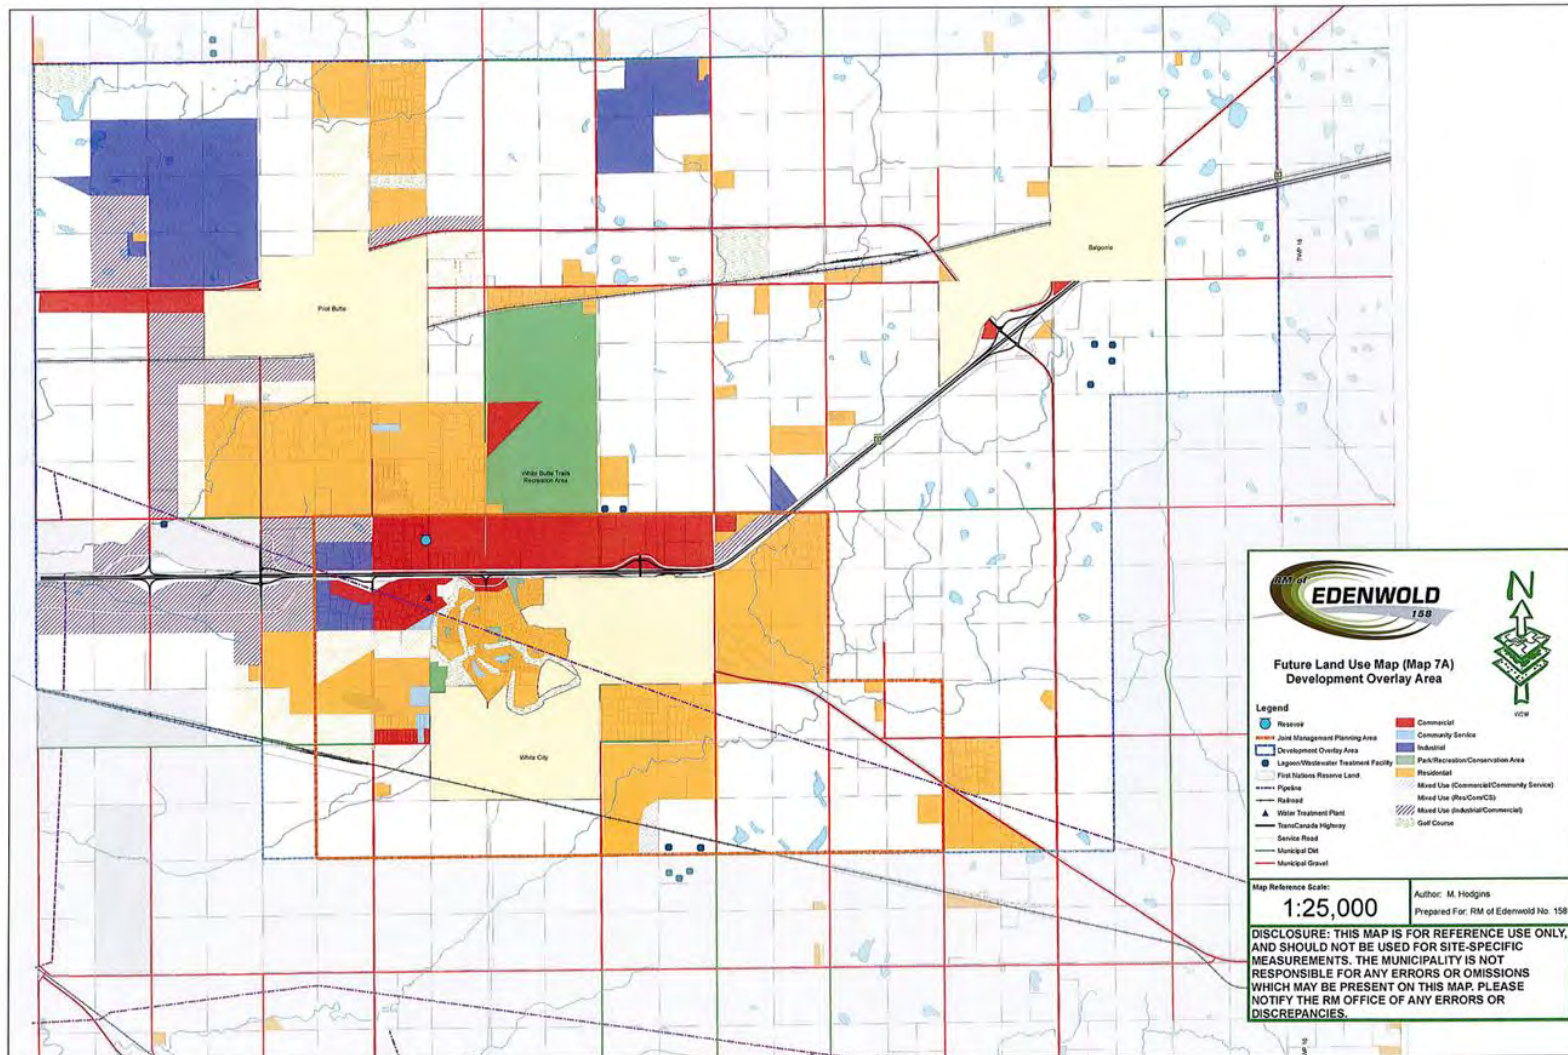 Pilot Butte
Balgonie
TWP 18
White Butte Trails
Recreation Area
White City
RM of
EDENWOLD
158
N
Future Land Use Map (Map 7A)
Development Overlay Area
Legend
Reservoir
Joint Management Planning Area
Development Overlay Area
Lagoon/Wastewater Treatment Facility
First Nations Reserve Land
Pipeline
Railroad
Water Treatment Plant
TransCanada Highway
Service Road
Municipal Dirt
Municipal Gravel
Commercial
Community Service
Industrial
Park/Recreation/Conservation Area
Residential
Mixed Use (Commercial/Community Service)
Mixed Use (Res/Com/CS)
Mixed Use (Industrial/Commercial)
Golf Course
W2M
Map Reference Scale:
1:25,000
Author: M. Hodgins
Prepared For: RM of Edenwold No. 158
DISCLOSURE: THIS MAP IS FOR REFERENCE USE ONLY,
AND SHOULD NOT BE USED FOR SITE-SPECIFIC
MEASUREMENTS. THE MUNICIPALITY IS NOT
RESPONSIBLE FOR ANY ERRORS OR OMISSIONS
WHICH MAY BE PRESENT ON THIS MAP. PLEASE
NOTIFY THE RM OFFICE OF ANY ERRORS OR
DISCREPANCIES.